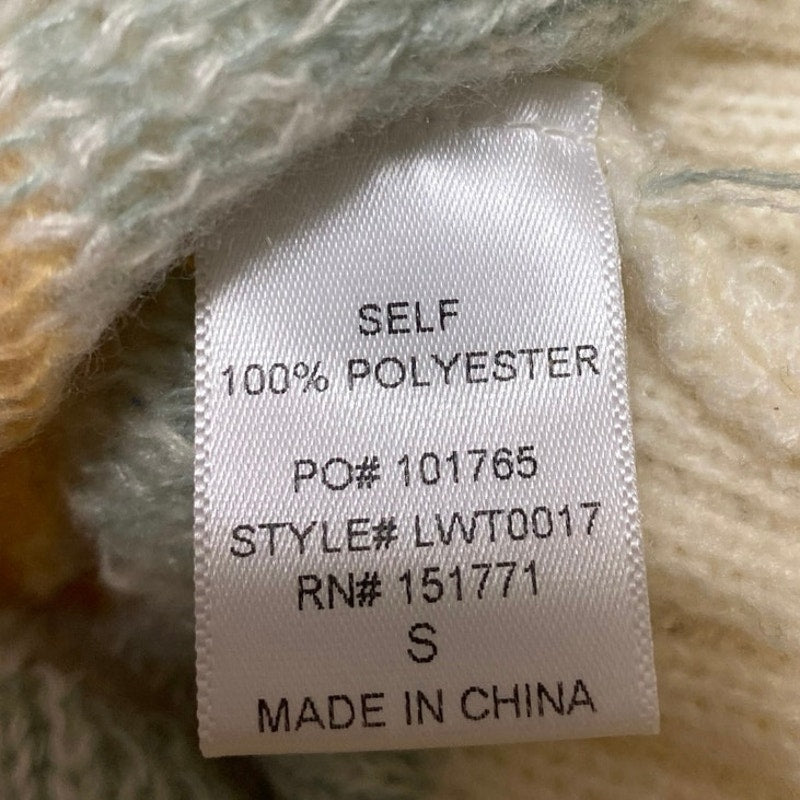 SELF
100% POLYESTER
PO# 101765
STYLE# LWT0017
RN# 151771
S
MADE IN CHINA